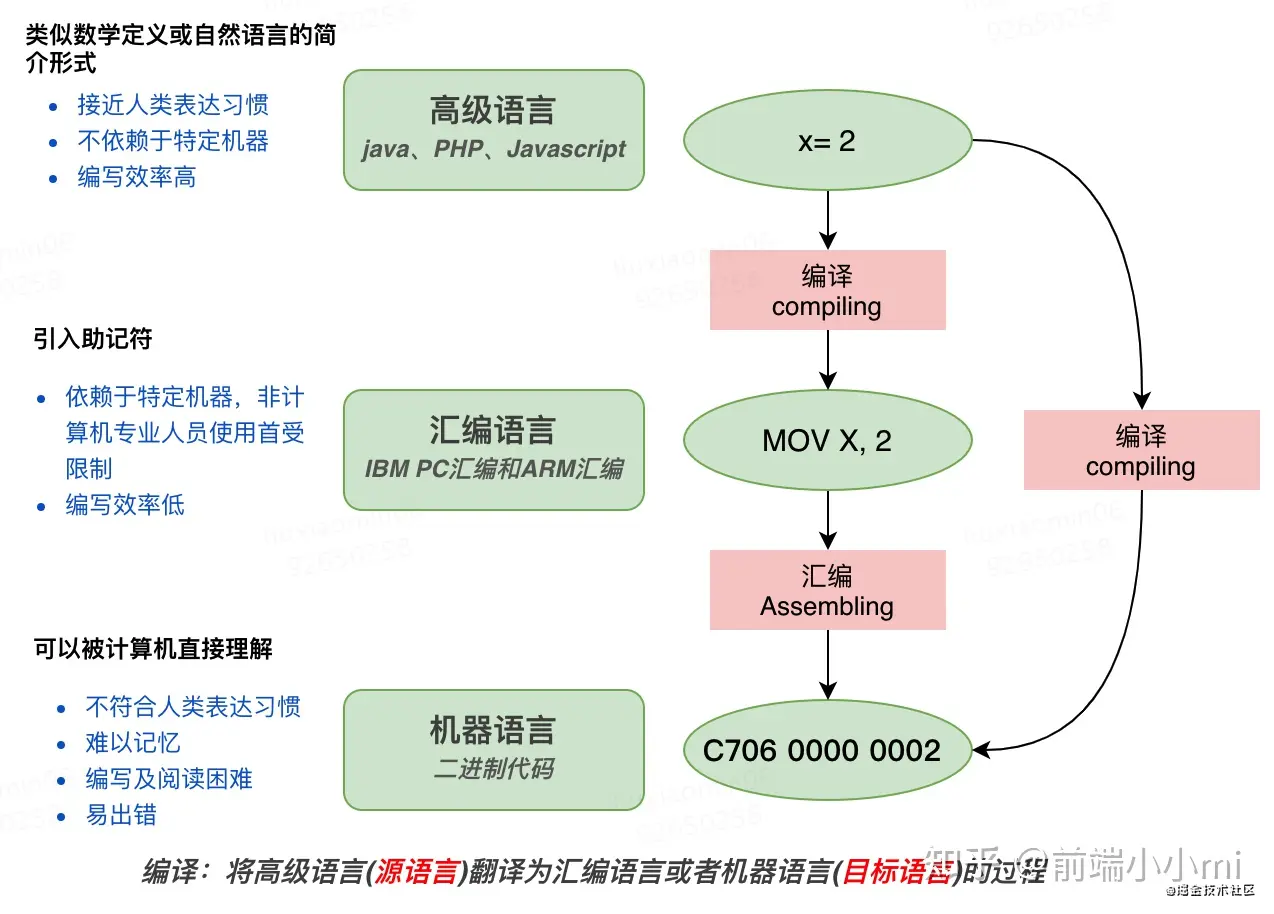 类似数学定义或自然语言的简
介形式
接近人类表达习惯
不依赖于特定机器
编写效率高
高级语言
java、PHP、Javascript
x= 2
编译
compiling
引入助记符
依赖于特定机器，非计
算机专业人员使用首受
限制
编写效率低
汇编语言
IBM PC汇编和ARM汇编
MOV X, 2
编译
compiling
汇编
Assembling
可以被计算机直接理解
不符合人类表达习惯
难以记忆
编写及阅读困难
易出错
机器语言
二进制代码
C706 0000 0002
编译：将高级语言(源语言)翻译为汇编语言或者机器语言(目标语言)的过程
知乎 @前端小小mi
@掘金技术社区